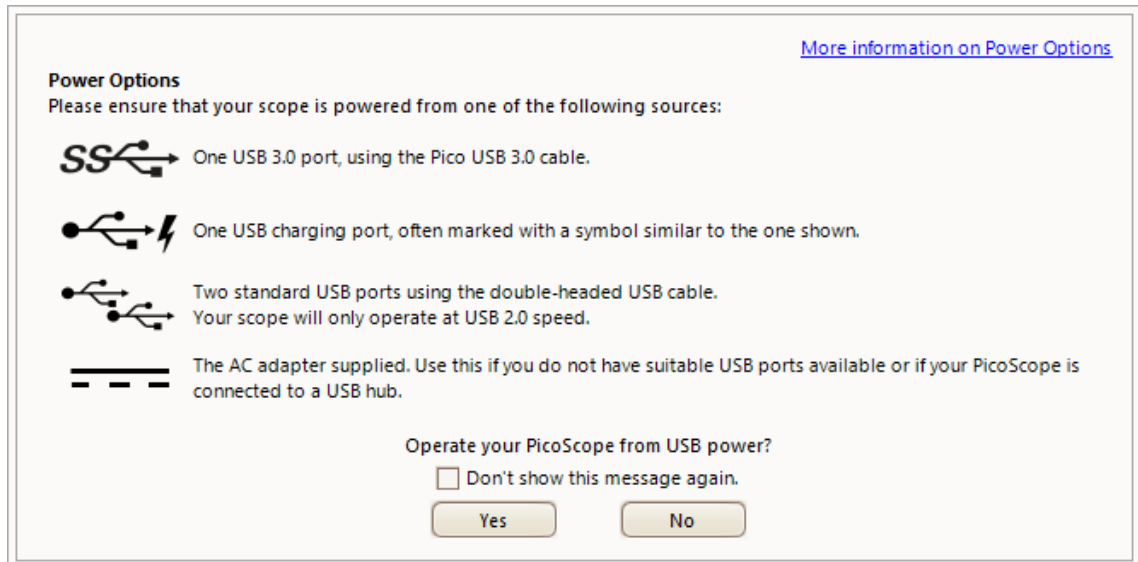 More information on Power Options
Power Options
Please ensure that your scope is powered from one of the following sources:
SS One USB 3.0 port, using the Pico USB 3.0 cable.
One USB charging port, often marked with a symbol similar to the one shown.
Two standard USB ports using the double-headed USB cable.
Your scope will only operate at USB 2.0 speed.
The AC adapter supplied. Use this if you do not have suitable USB ports available or if your PicoScope is
connected to a USB hub.
Operate your PicoScope from USB power?
Don't show this message again.
Yes No